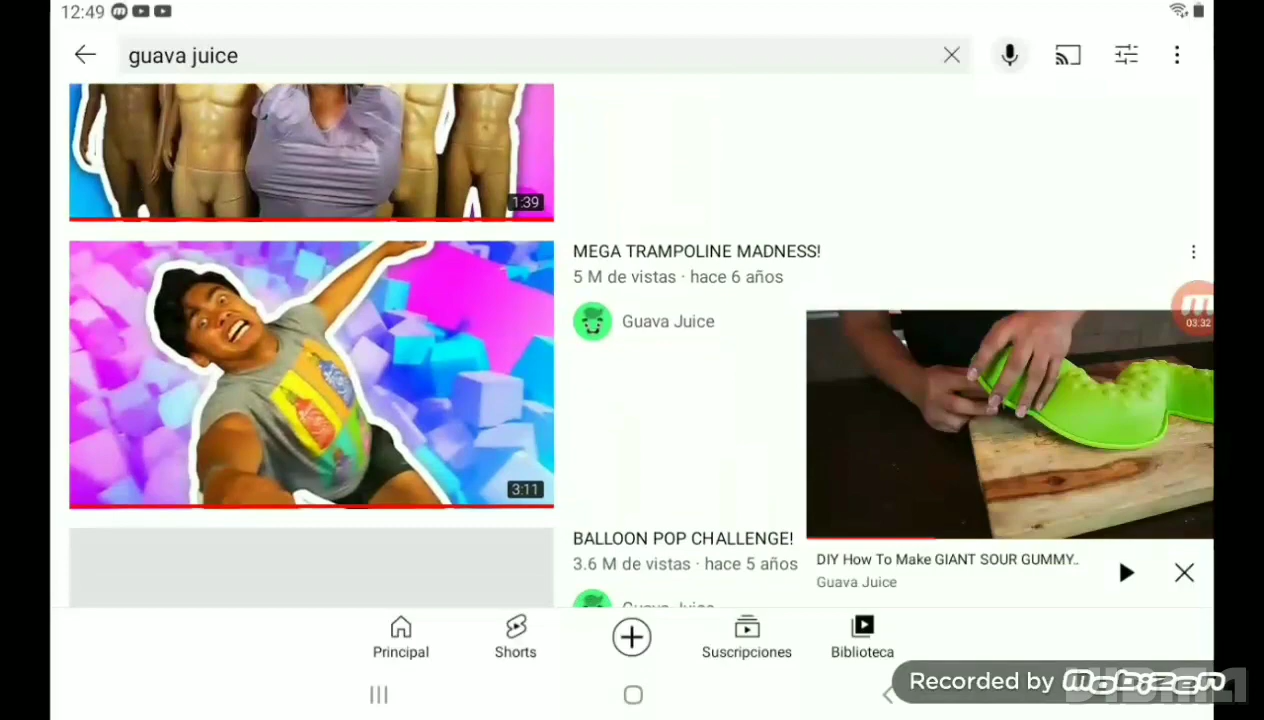 12:49
guava juice
1:39
MEGA TRAMPOLINE MADNESS!
5 M de vistas · hace 6 años
Guava Juice
03:32
3:11
BALLOON POP CHALLENGE!
3.6 M de vistas · hace 5 años
Guava Juice
DIY How To Make GIANT SOUR GUMMY..
Guava Juice
Principal
Shorts
Suscripciones
Biblioteca
Recorded by mobizen